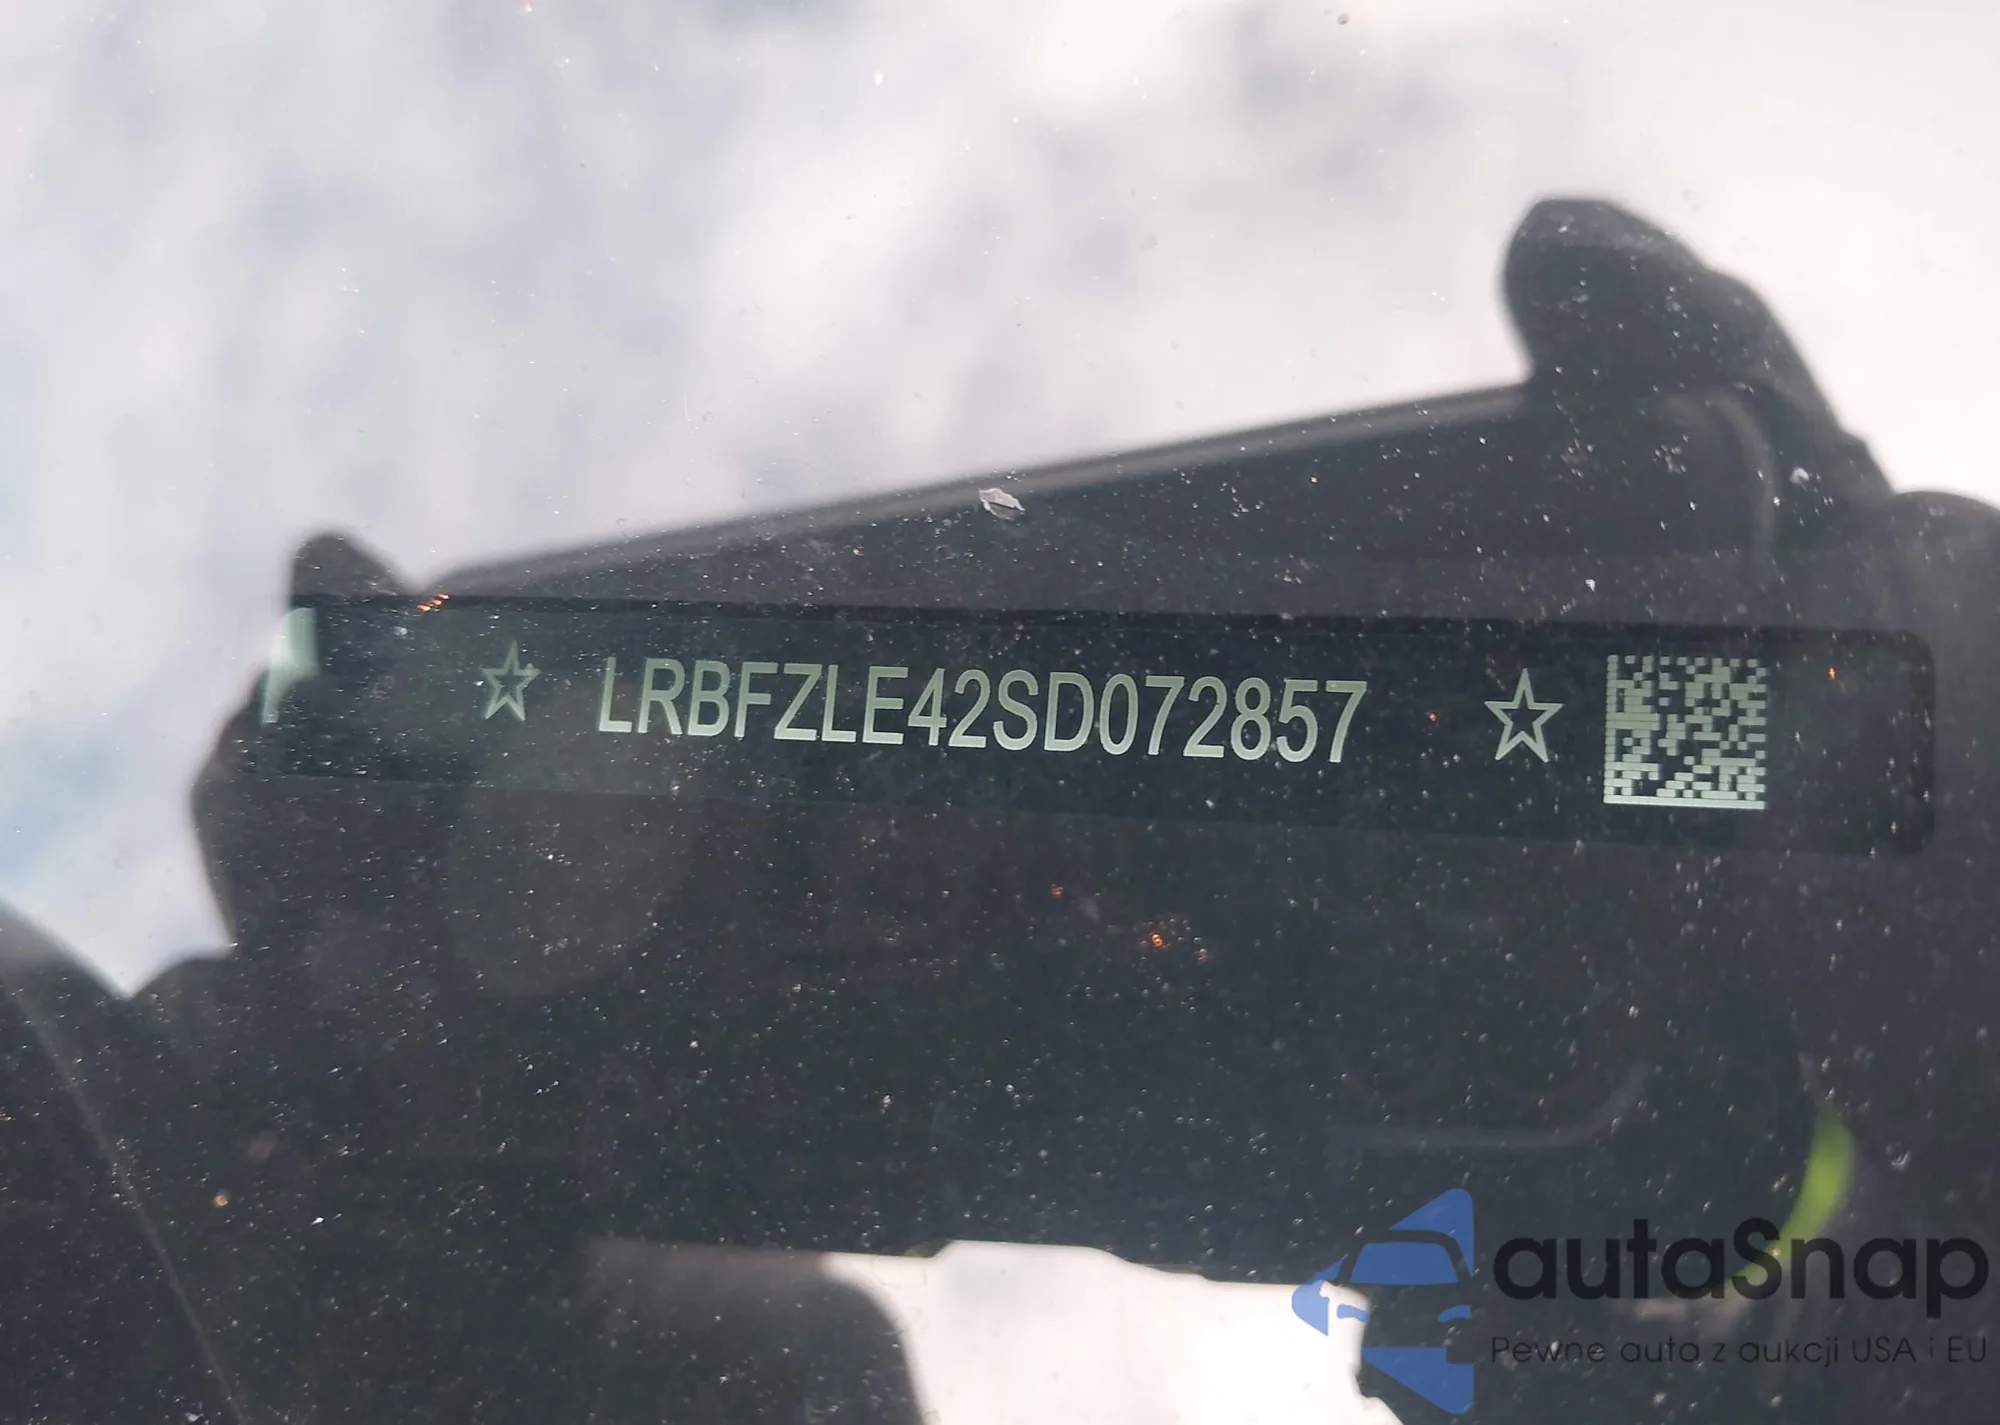 ☆ LRBFZLE42SD072857 ☆
autaSnap
Pewne auta z aukcji USA i EU